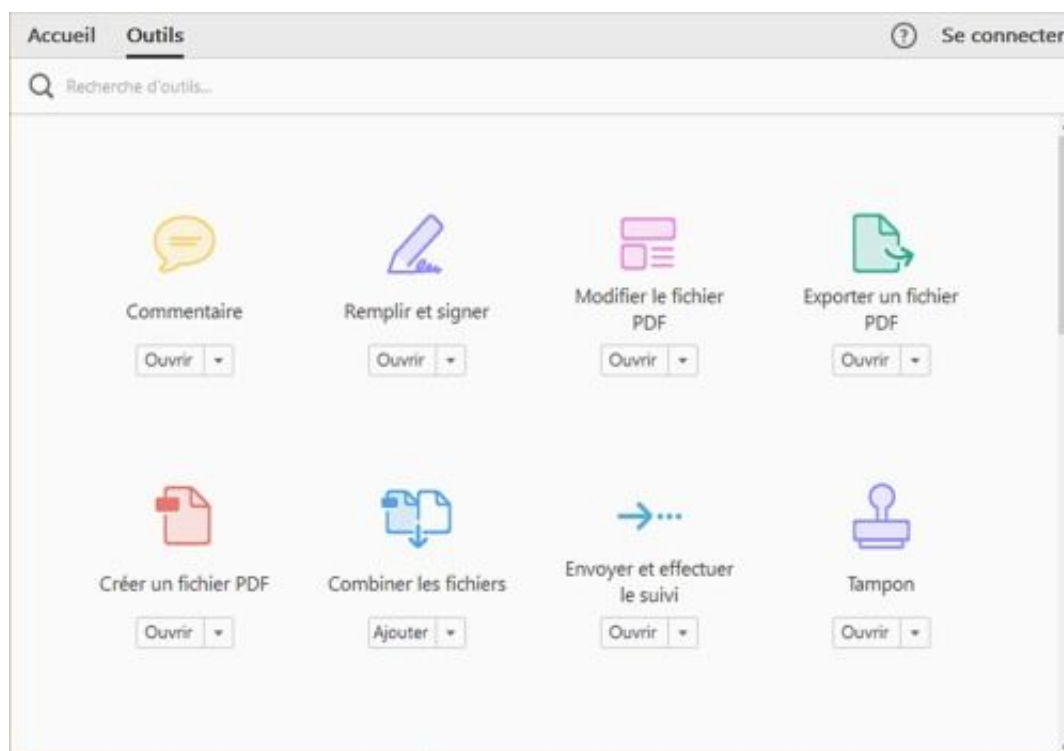 Accueil Outils ? Se connecter
Recherche d'outils...
Commentaire
Remplir et signer
Modifier le fichier
PDF
Exporter un fichier
PDF
Ouvrir
Ouvrir
Ouvrir
Ouvrir
Créer un fichier PDF
Combiner les fichiers
Envoyer et effectuer
le suivi
Tampon
Ouvrir
Ajouter
Ouvrir
Ouvrir